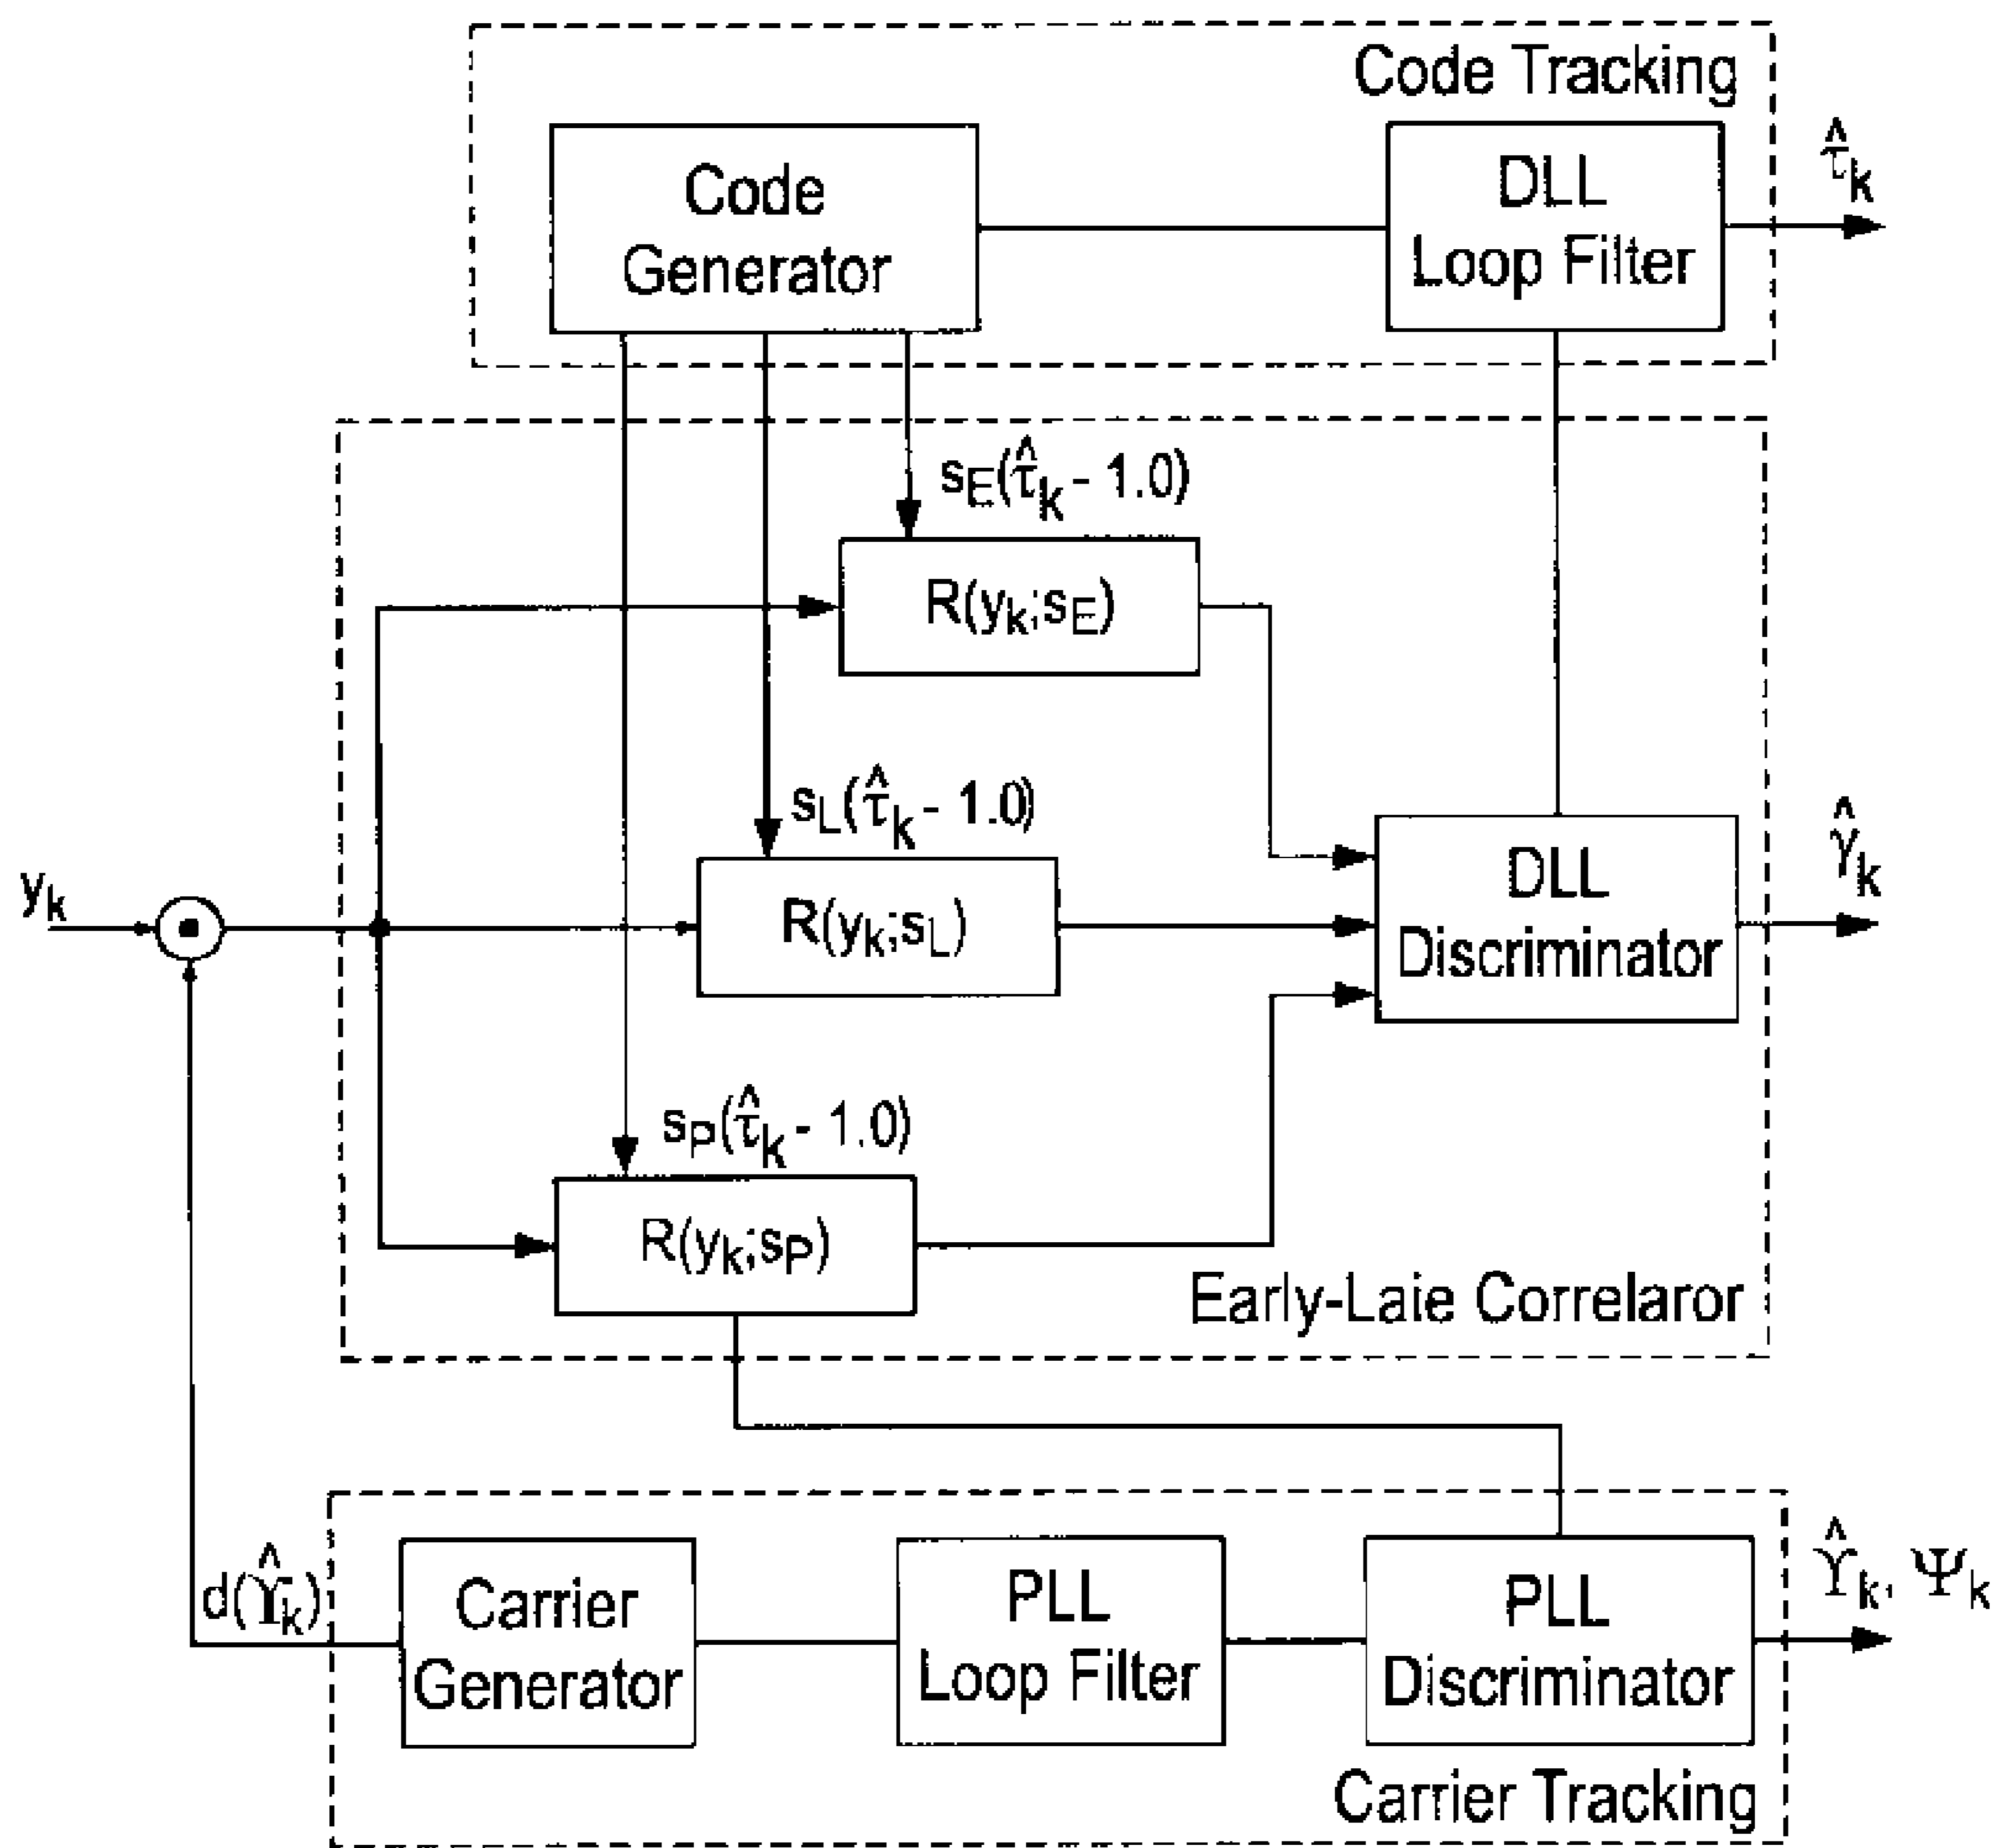 Code Tracking
Code
Generator
DLL
Loop Filter
τ̂k
sE(τ̂k - 1.0)
R(yk;sE)
sL(τ̂k - 1.0)
R(yk;sL)
yk
DLL
Discriminator
γ̂k
sP(τ̂k - 1.0)
R(yk;sP)
Early-Laie Correlaror
d(ϒ̂k)
Carrier
Generator
PLL
Loop Filter
PLL
Discriminator
ϒ̂k, Ψk
Carrier Tracking